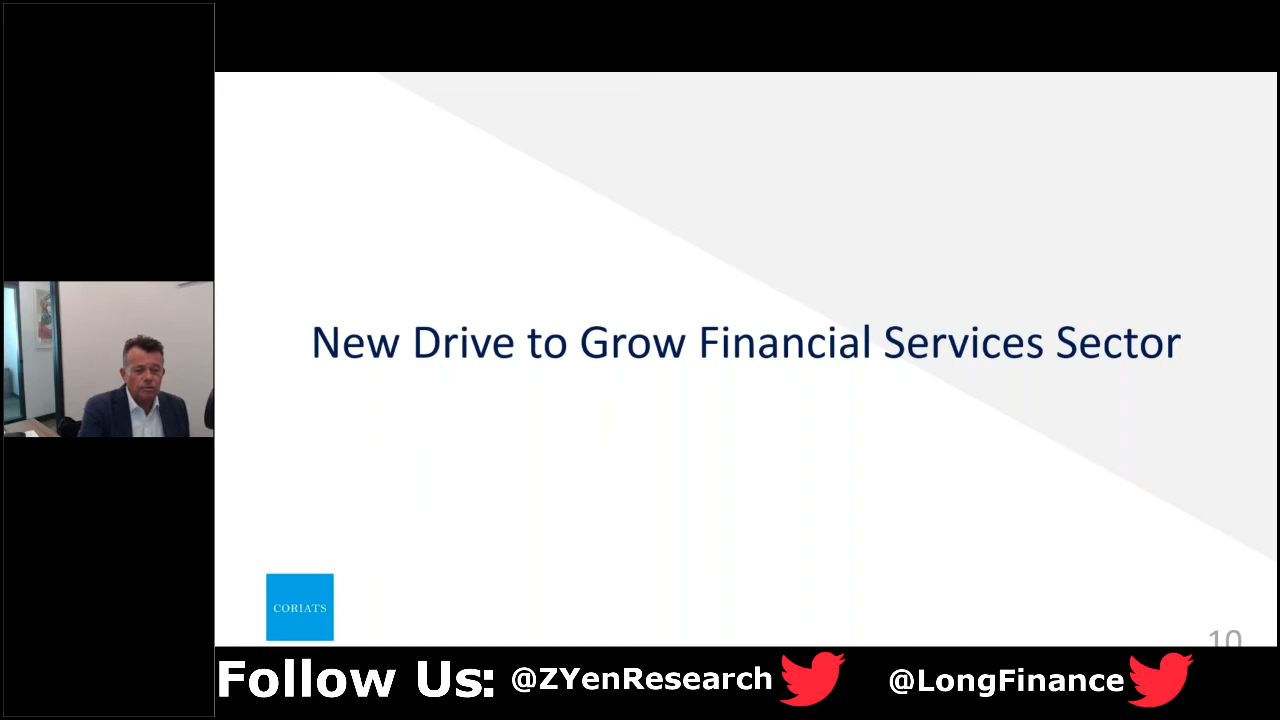 New Drive to Grow Financial Services Sector
CORIATS
10
Follow Us: @ZYenResearch @LongFinance